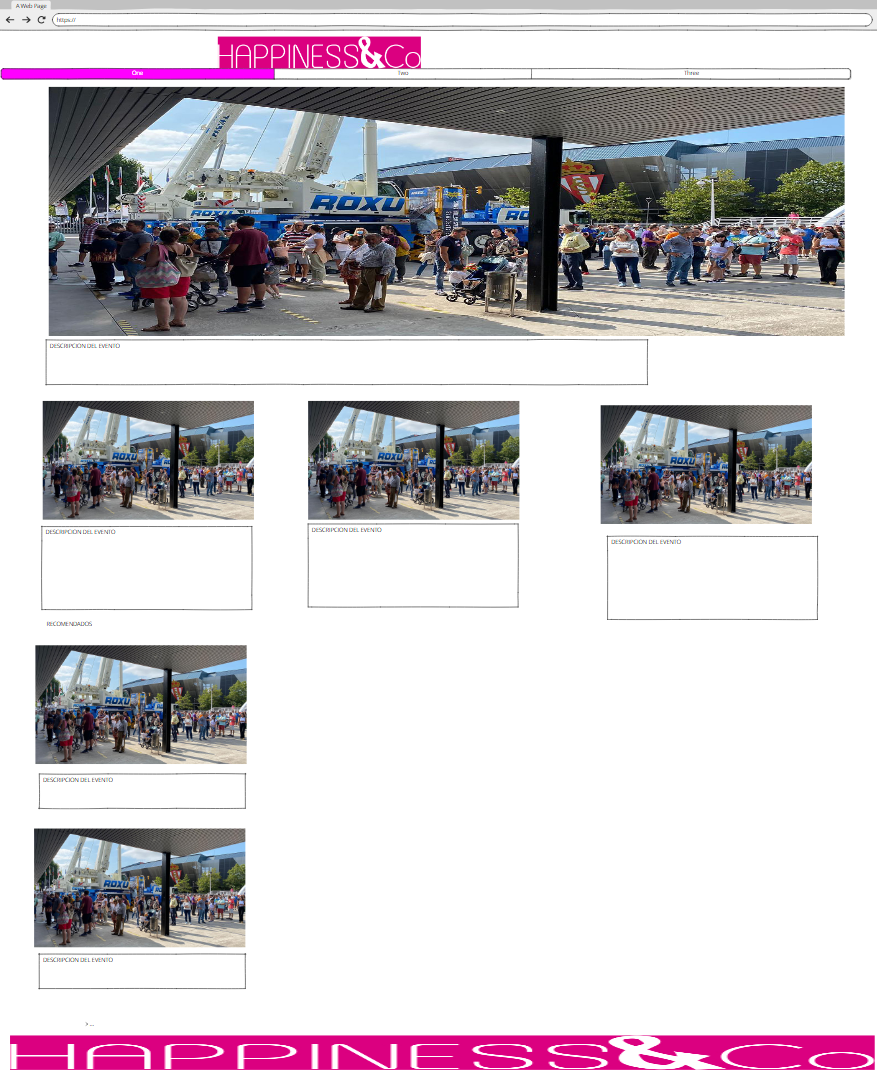 A Web Page
https://
HAPPINESS&Co
One
Two
Three
ROXU
ROXU
DESCRIPCION DEL EVENTO
ROXU
ROXU
ROXU
DESCRIPCION DEL EVENTO
DESCRIPCION DEL EVENTO
DESCRIPCION DEL EVENTO
RECOMENDADOS
ROXU
DESCRIPCION DEL EVENTO
ROXU
DESCRIPCION DEL EVENTO
> ...
HAPPINESS&Co